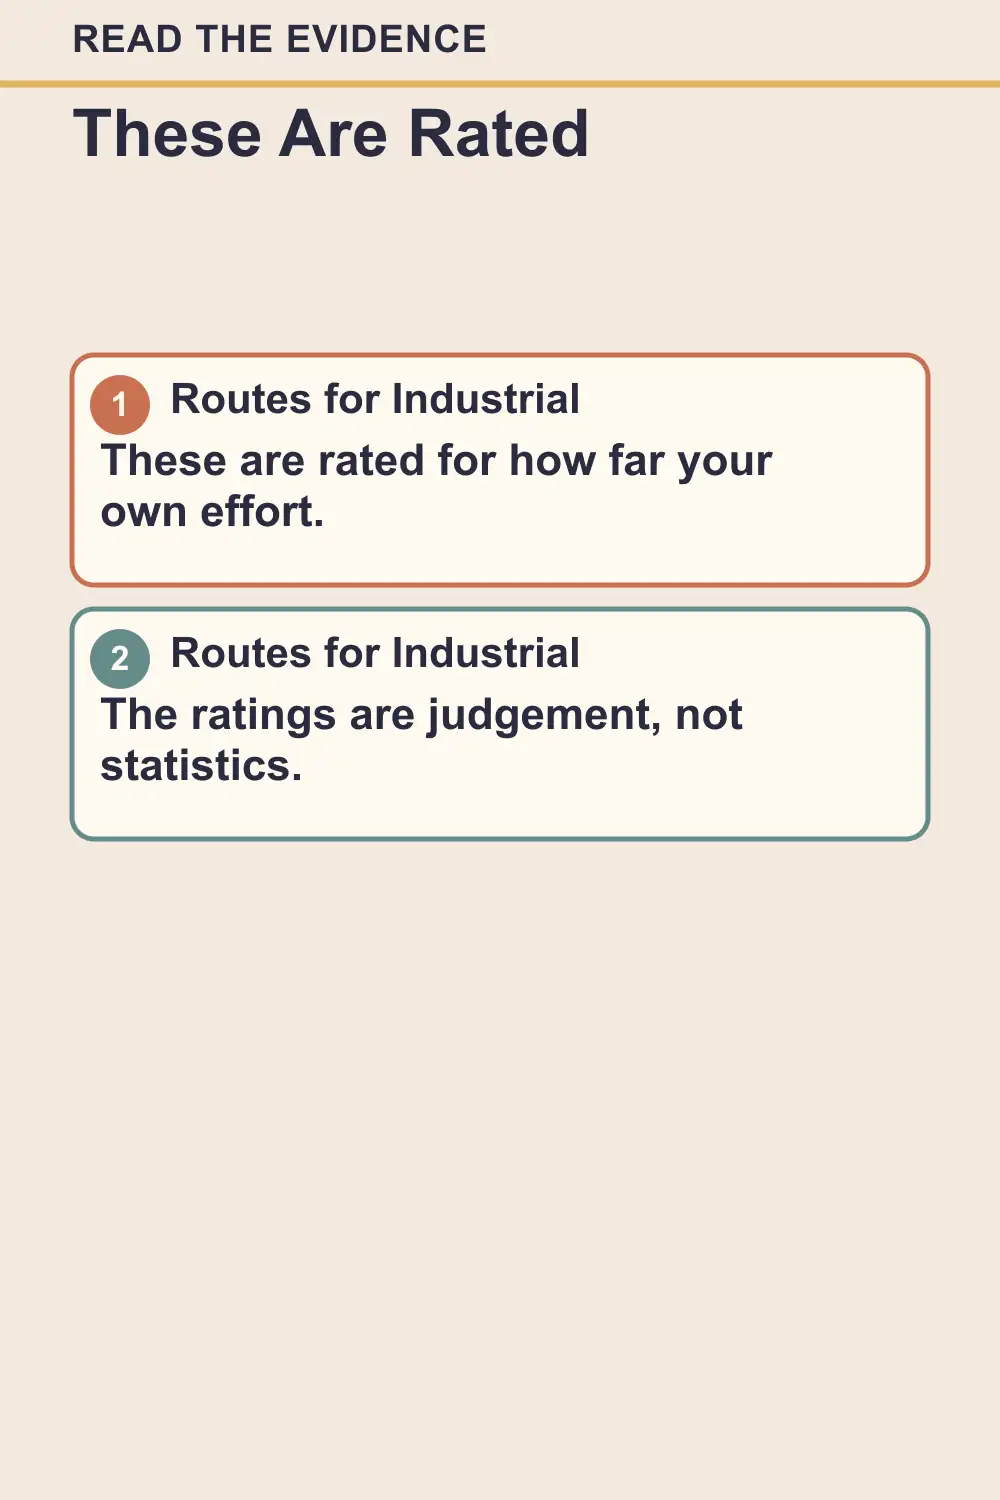 READ THE EVIDENCE
These Are Rated
1 Routes for Industrial
These are rated for how far your
own effort.
2 Routes for Industrial
The ratings are judgement, not
statistics.